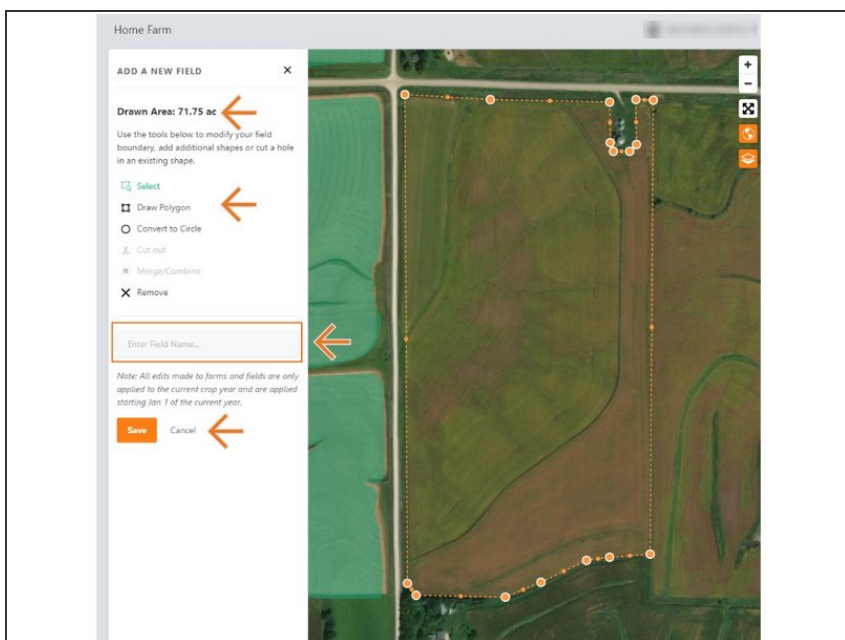 Home Farm
ADD A NEW FIELD
Drawn Area: 71.75 ac
Use the tools below to modify your field
boundary, add additional shapes or cut a hole
in an existing shape.
Select
Draw Polygon
Convert to Circle
Cut out
Merge/Combine
Remove
Enter Field Name...
Note: All edits made to farms and fields are only
applied to the current crop year and are applied
starting Jan 1 of the current year.
Save Cancel